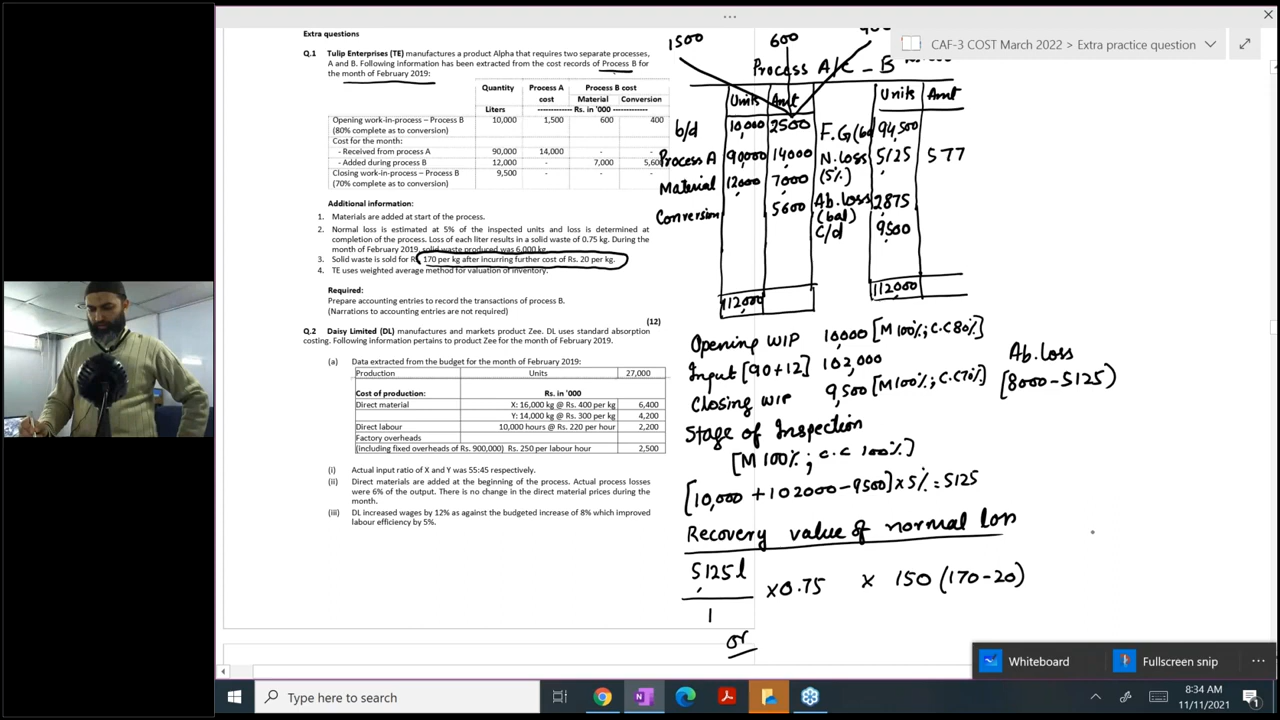 CAF-3 COST March 2022 > Extra practice question
Extra questions
Q.1 Tulip Enterprises (TE) manufactures a product Alpha that requires two separate processes,
A and B. Following information has been extracted from the cost records of Process B for
the month of February 2019:
Quantity Process A Process B cost
cost Material Conversion
Liters ----------- Rs. in '000 -----------
Opening work-in-process – Process B 10,000 1,500 600 400
(80% complete as to conversion)
Cost for the month:
- Received from process A 90,000 14,000 - -
- Added during process B 12,000 - 7,000 5,60
Closing work-in-process – Process B 9,500 - - -
(70% complete as to conversion)
Additional information:
1. Materials are added at start of the process.
2. Normal loss is estimated at 5% of the inspected units and loss is determined at
completion of the process. Loss of each liter results in a solid waste of 0.75 kg. During the
month of February 2019, solid waste produced was 6,000 kg.
3. Solid waste is sold for R 170 per kg after incurring further cost of Rs. 20 per kg.
4. TE uses weighted average method for valuation of inventory.
Required:
Prepare accounting entries to record the transactions of process B.
(Narrations to accounting entries are not required)
(12)
Q.2 Daisy Limited (DL) manufactures and markets product Zee. DL uses standard absorption
costing. Following information pertains to product Zee for the month of February 2019:
(a) Data extracted from the budget for the month of February 2019:
Production Units 27,000
Cost of production: Rs. in '000
Direct material X: 16,000 kg @ Rs. 400 per kg 6,400
Y: 14,000 kg @ Rs. 300 per kg 4,200
Direct labour 10,000 hours @ Rs. 220 per hour 2,200
Factory overheads
(including fixed overheads of Rs. 900,000) Rs. 250 per labour hour 2,500
(i) Actual input ratio of X and Y was 55:45 respectively.
(ii) Direct materials are added at the beginning of the process. Actual process losses
were 6% of the output. There is no change in the direct material prices during the
month.
(iii) DL increased wages by 12% as against the budgeted increase of 8% which improved
labour efficiency by 5%.
1500 600
Process A/C - B
Units Amt Units Amt
b/d 10,000 2500 F.G(bal 94,500
Process A 90,000 14,000 N.loss 5125 577
(5%)
Material 12,000 7000 Ab.loss 2875
Conversion 5600 (bal)
c/d 9,500
112,000 112,000
Opening WIP 10,000 [M 100%; C.C 80%]
Input [90+12] 102,000
Closing WIP 9,500 [M 100%; C.C 70%]
Ab.loss
[8000-5125)
Stage of Inspection
[M 100%; C.C 100%]
[10,000 + 102000 - 9500] x 5% = 5125
Recovery value of normal loss
5125l x 0.75 x 150 (170-20)
1
or
Whiteboard
Fullscreen snip
Type here to search
8:34 AM
11/11/2021